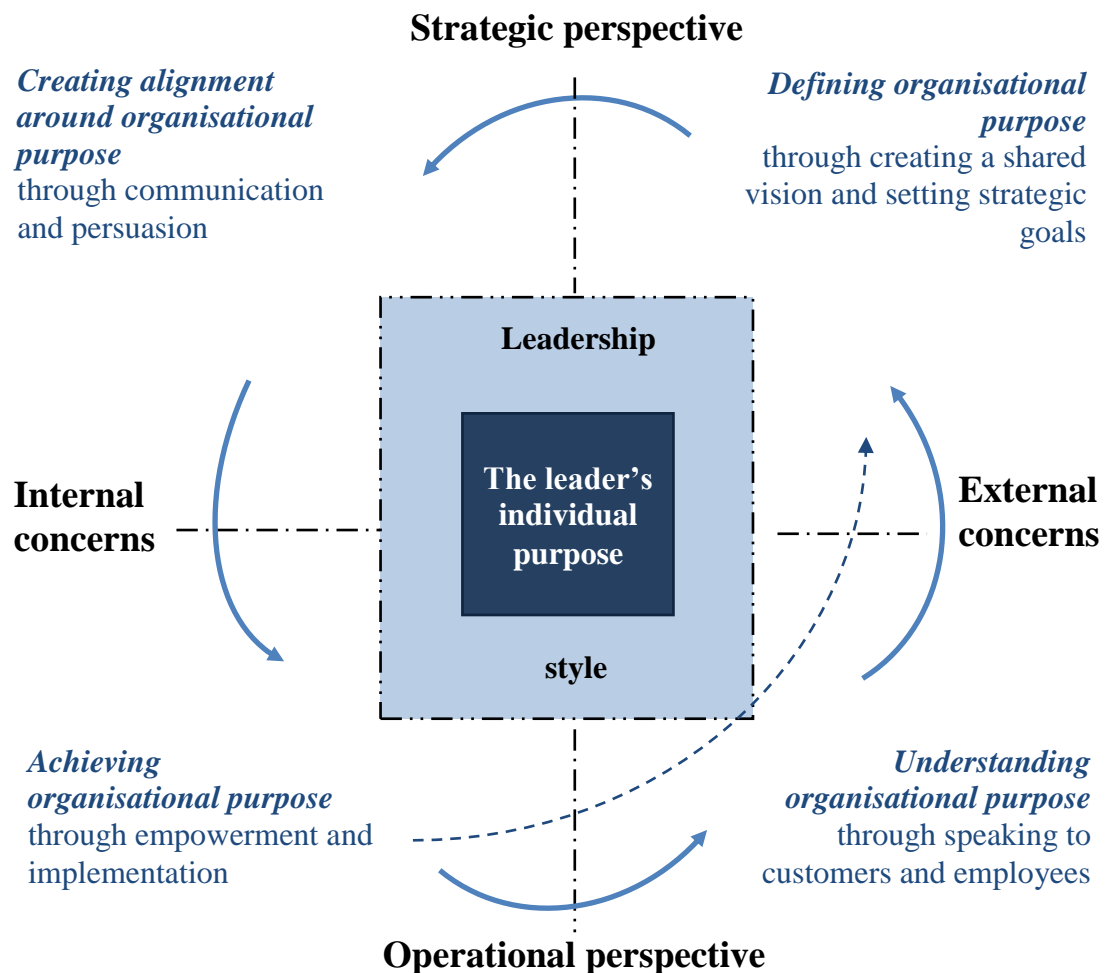 Strategic perspective
Creating alignment
around organisational
purpose
through communication
and persuasion
Defining organisational
purpose
through creating a shared
vision and setting strategic
goals
Leadership
The leader’s
individual
purpose
style
Internal
concerns
External
concerns
Achieving
organisational purpose
through empowerment and
implementation
Understanding
organisational purpose
through speaking to
customers and employees
Operational perspective